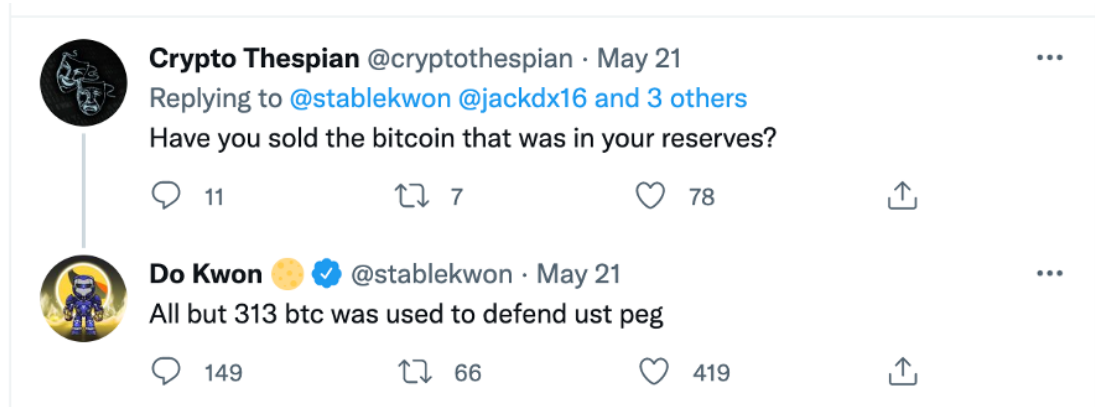 Crypto Thespian @cryptothespian · May 21
Replying to @stablekwon @jackdx16 and 3 others
Have you sold the bitcoin that was in your reserves?
11 7 78
Do Kwon @stablekwon · May 21
All but 313 btc was used to defend ust peg
149 66 419